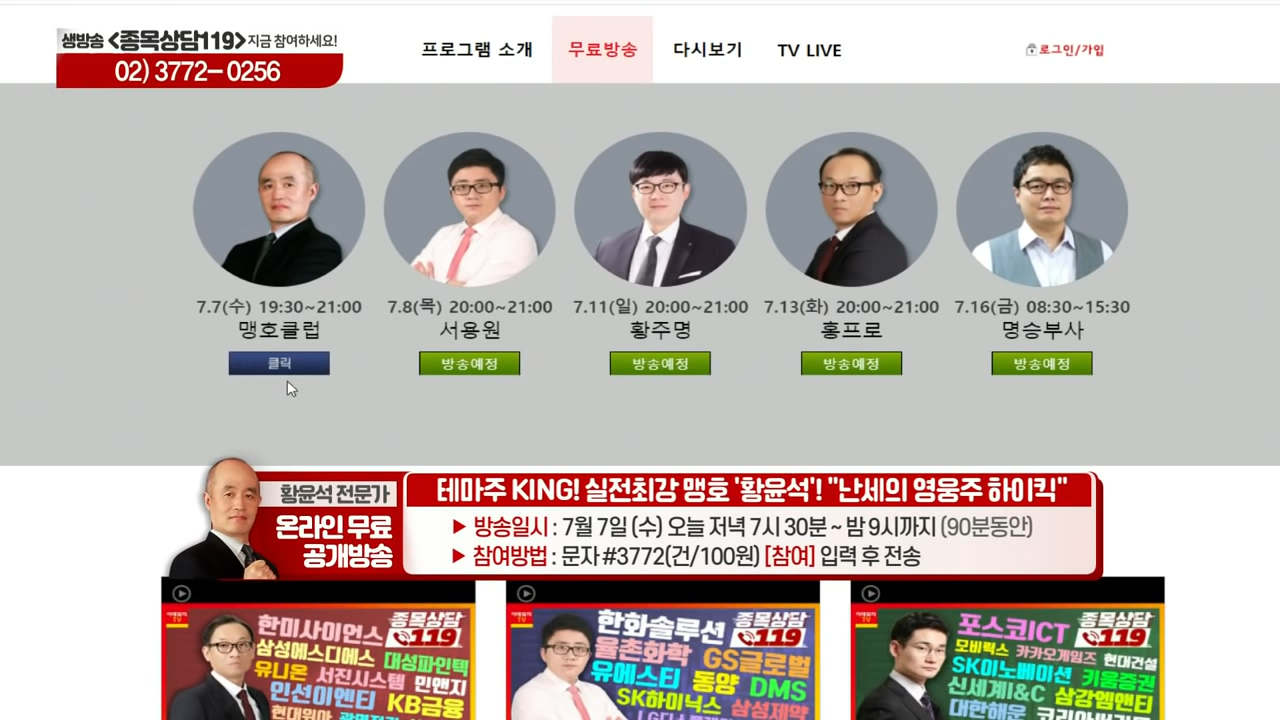 생방송 <종목상담119> 지금 참여하세요!
02) 3772-0256
프로그램 소개 무료방송 다시보기 TV LIVE 로그인/가입
7.7(수) 19:30~21:00
맹호클럽
클릭
7.8(목) 20:00~21:00
서용원
방송예정
7.11(일) 20:00~21:00
황주명
방송예정
7.13(화) 20:00~21:00
홍프로
방송예정
7.16(금) 08:30~15:30
명승부사
방송예정
황윤석 전문가
온라인 무료
공개방송
테마주 KING! 실전최강 맹호 '황윤석'! "난세의 영웅주 하이킥"
▶ 방송일시 : 7월 7일 (수) 오늘 저녁 7시 30분 ~ 밤 9시까지 (90분동안)
▶ 참여방법 : 문자 #3772(건/100원) [참여] 입력 후 전송
한미사이언스 종목상담
119
삼성에스디에스 대성파인텍
유니온 서진시스템 민앤지
인선이엔티 KB금융
현대위아
한화솔루션 종목상담
119
율촌화학 GS글로벌
유에스티 동양 DMS
SK하이닉스 삼성제약
포스코ICT 종목상담
119
모비릭스 카카오게임즈 현대건설
SK이노베이션 키움증권
신세계I&C 삼강엠앤티
대한해운